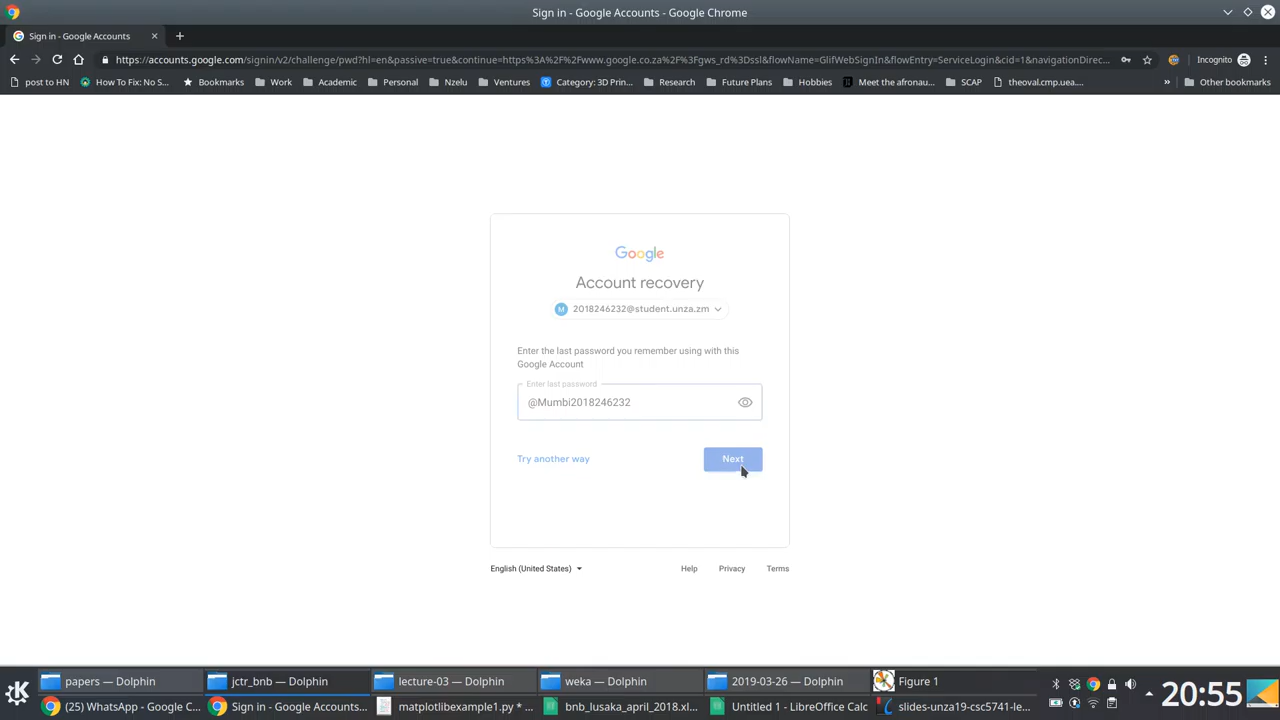 Sign in - Google Accounts - Google Chrome
Sign in - Google Accounts
https://accounts.google.com/signin/v2/challenge/pwd?hl=en&passive=true&continue=https%3A%2F%2Fwww.google.co.za%2F%3Fgws_rd%3Dssl&flowName=GlifWebSignIn&flowEntry=ServiceLogin&cid=1&navigationDirec...
Incognito
post to HN
How To Fix: No S...
Bookmarks
Work
Academic
Personal
Nzelu
Ventures
Category: 3D Prin...
Research
Future Plans
Hobbies
Meet the afronau...
SCAP
theoval.cmp.uea....
»
Other bookmarks
Google
Account recovery
M 2018246232@student.unza.zm
Enter the last password you remember using with this
Google Account
Enter last password
@Mumbi2018246232
Try another way
Next
English (United States)
Help
Privacy
Terms
papers — Dolphin
jctr_bnb — Dolphin
lecture-03 — Dolphin
weka — Dolphin
2019-03-26 — Dolphin
Figure 1
(25) WhatsApp - Google C...
Sign in - Google Accounts...
matplotlibexample1.py * ...
bnb_lusaka_april_2018.xl...
Untitled 1 - LibreOffice Calc
slides-unza19-csc5741-le...
20:55